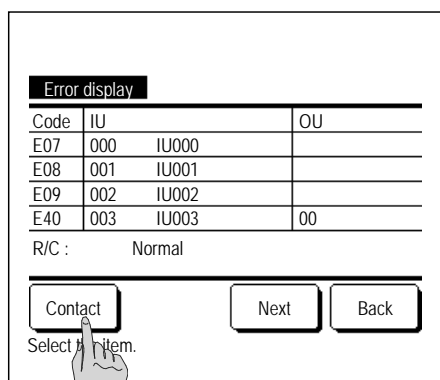 Error display
Code IU OU
E07 000 IU000
E08 001 IU001
E09 002 IU002
E40 003 IU003 00
R/C : Normal
Contact Next Back
Select item.